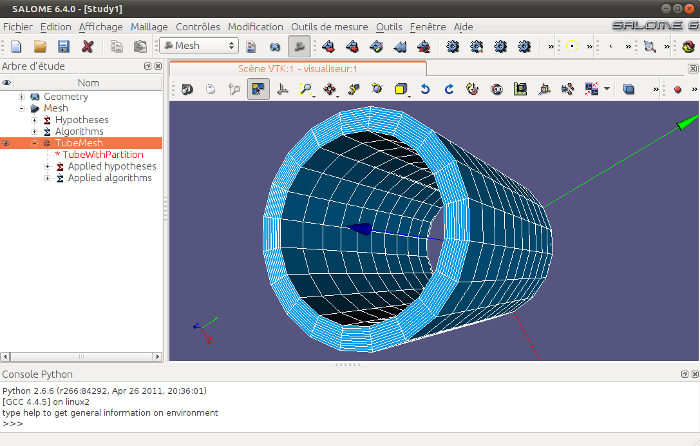 SALOME 6.4.0 - [Study1]
Fichier Edition Affichage Maillage Contrôles Modification Outils de mesure Outils Fenêtre Aide
SALOME 6
Mesh
Arbre d'étude
Scène VTK:1 - visualiseur:1
Nom
Geometry
Mesh
Hypotheses
Algorithms
TubeMesh
* TubeWithPartition
Applied hypotheses
Applied algorithms
Console Python
Python 2.6.6 (r266:84292, Apr 26 2011, 20:36:01)
[GCC 4.4.5] on linux2
type help to get general information on environment
>>>